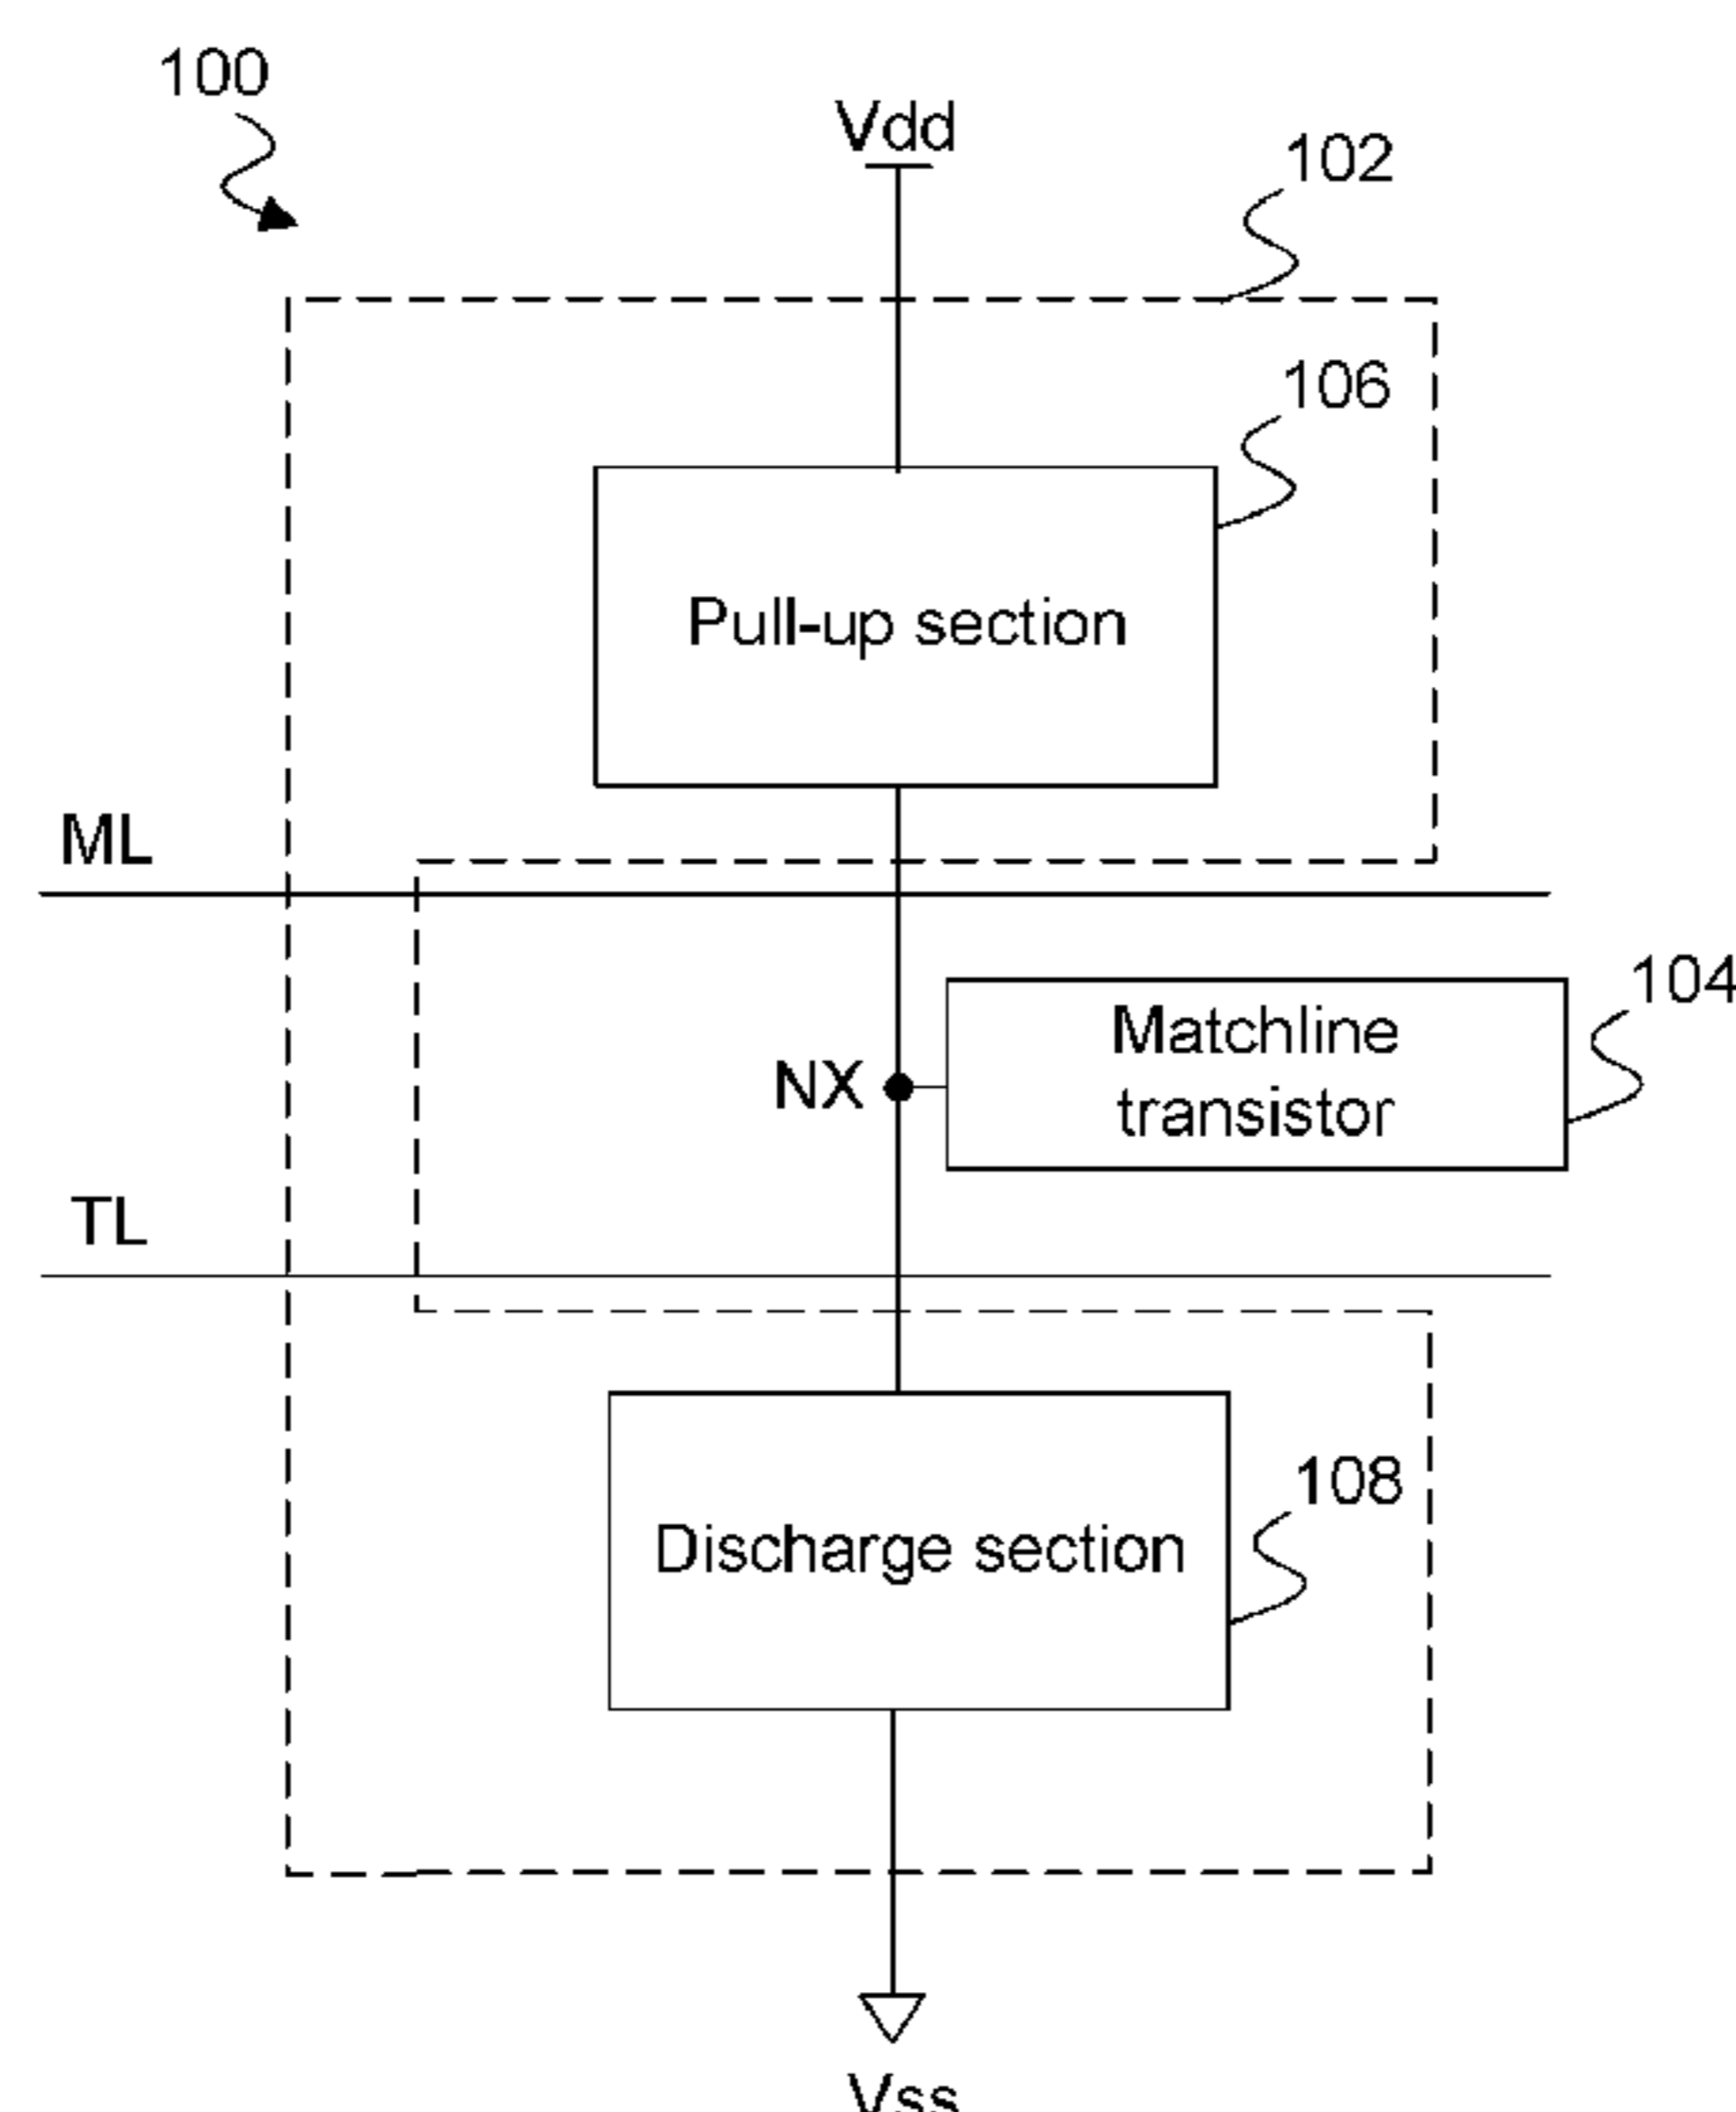 100
Vdd
102
106
Pull-up section
ML
104
Matchline
transistor
NX
TL
108
Discharge section
Vss